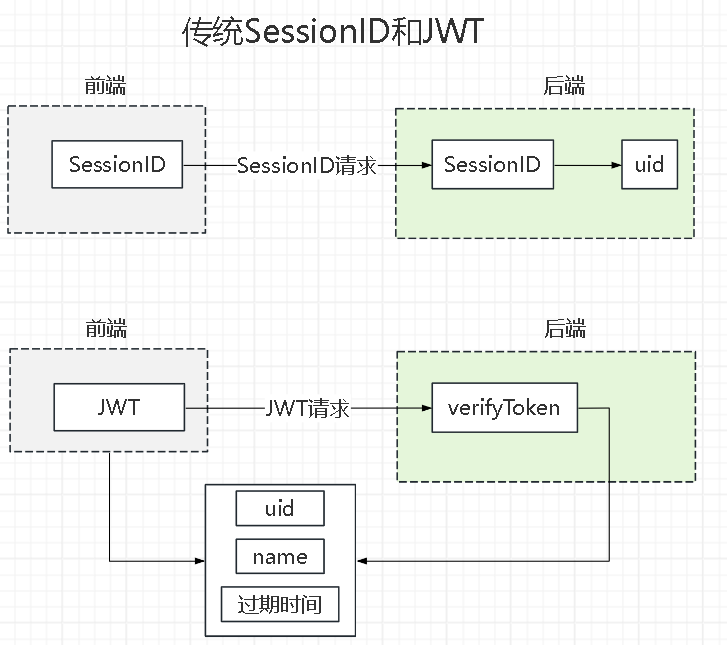 传统SessionID和JWT
前端
后端
SessionID
SessionID请求
SessionID
uid
前端
后端
JWT
JWT请求
verifyToken
uid
name
过期时间